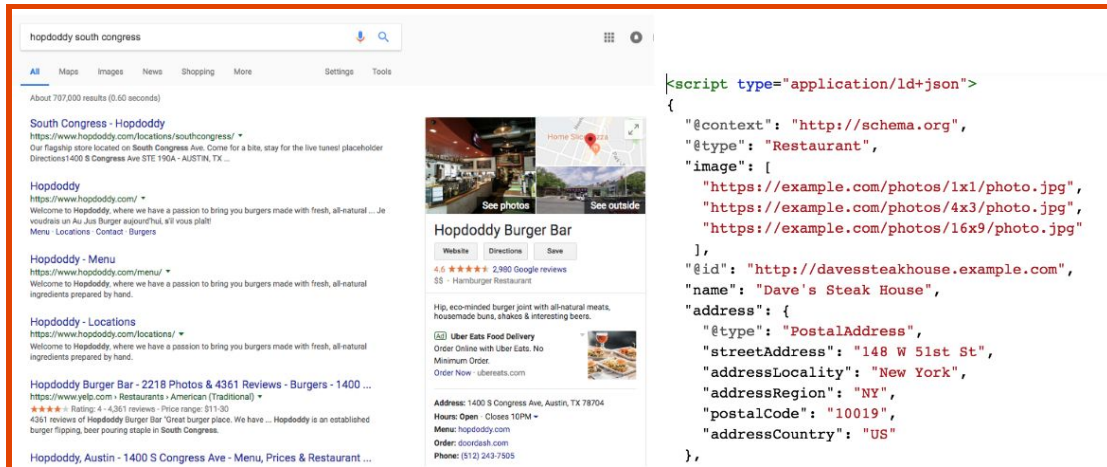 hopdoddy south congress
All Maps Images News Shopping More Settings Tools
About 707,000 results (0.60 seconds)
South Congress - Hopdoddy
https://www.hopdoddy.com/locations/southcongress/
Our flagship store located on South Congress Ave. Come for a bite, stay for the live tunes! placeholder
Directions1400 S Congress Ave STE 190A - AUSTIN, TX ...
Hopdoddy
https://www.hopdoddy.com/
Welcome to Hopdoddy, where we have a passion to bring you burgers made with fresh, all-natural ... Je
voudrais un Au Jus Burger aujourd'hui, s'il vous plaît!
Menu · Locations · Contact · Burgers
Hopdoddy - Menu
https://www.hopdoddy.com/menu/
Welcome to Hopdoddy, where we have a passion to bring you burgers made with fresh, all-natural
ingredients prepared by hand.
Hopdoddy - Locations
https://www.hopdoddy.com/locations/
Welcome to Hopdoddy, where we have a passion to bring you burgers made with fresh, all-natural
ingredients prepared by hand.
Hopdoddy Burger Bar - 2218 Photos & 4361 Reviews - Burgers - 1400 ...
https://www.yelp.com › Restaurants › American (Traditional)
Rating: 4 - 4,361 reviews - Price range: $11-30
4361 reviews of Hopdoddy Burger Bar "Great burger place. We have ... Hopdoddy is an established
burger flipping, beer pouring staple in South Congress.
Hopdoddy, Austin - 1400 S Congress Ave - Menu, Prices & Restaurant ...
Home Slice Pizza
See photos
See outside
Hopdoddy Burger Bar
Website Directions Save
4.6 2,980 Google reviews
$$ · Hamburger Restaurant
Hip, eco-minded burger joint with all-natural meats,
housemade buns, shakes & interesting beers.
Ad Uber Eats Food Delivery
Order Online with Uber Eats. No
Minimum Order.
Order Now · ubereats.com
Address: 1400 S Congress Ave, Austin, TX 78704
Hours: Open · Closes 10PM
Menu: hopdoddy.com
Order: doordash.com
Phone: (512) 243-7505
<script type="application/ld+json">
{
"@context": "http://schema.org",
"@type": "Restaurant",
"image": [
"https://example.com/photos/1x1/photo.jpg",
"https://example.com/photos/4x3/photo.jpg",
"https://example.com/photos/16x9/photo.jpg"
],
"@id": "http://davessteakhouse.example.com",
"name": "Dave's Steak House",
"address": {
"@type": "PostalAddress",
"streetAddress": "148 W 51st St",
"addressLocality": "New York",
"addressRegion": "NY",
"postalCode": "10019",
"addressCountry": "US"
},